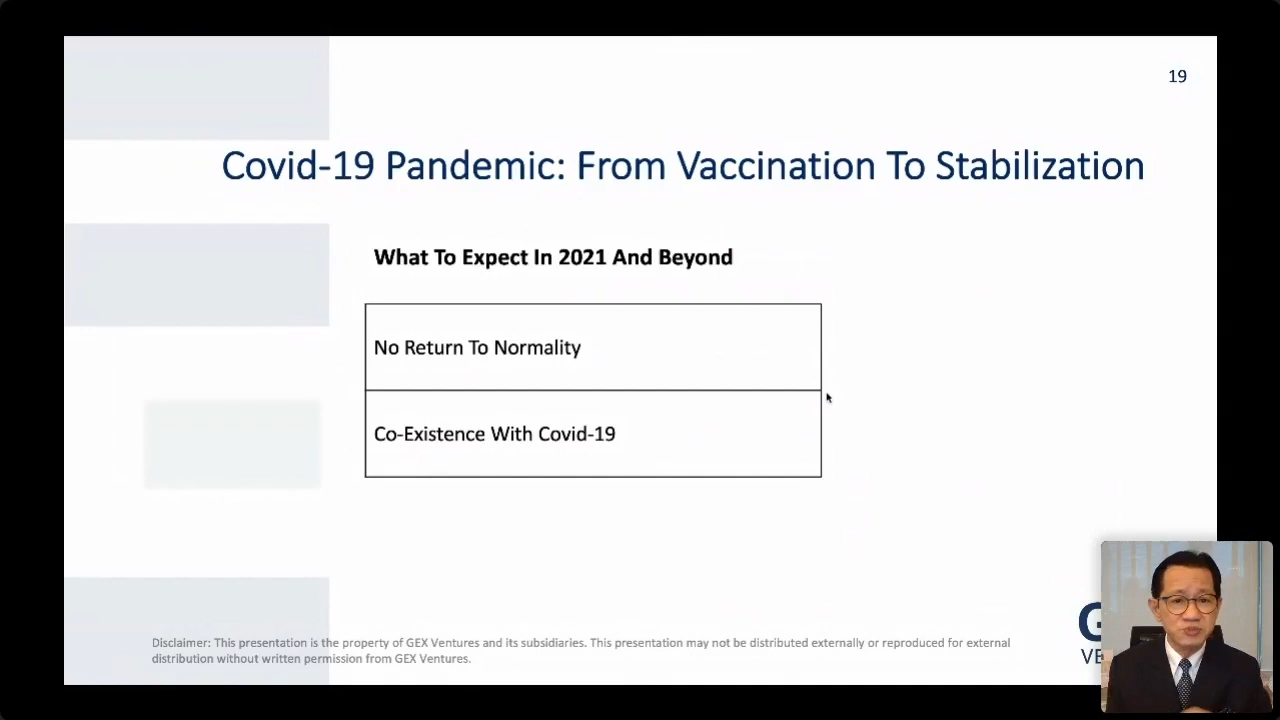 19
Covid-19 Pandemic: From Vaccination To Stabilization
What To Expect In 2021 And Beyond
No Return To Normality
Co-Existence With Covid-19
Disclaimer: This presentation is the property of GEX Ventures and its subsidiaries. This presentation may not be distributed externally or reproduced for external
distribution without written permission from GEX Ventures.